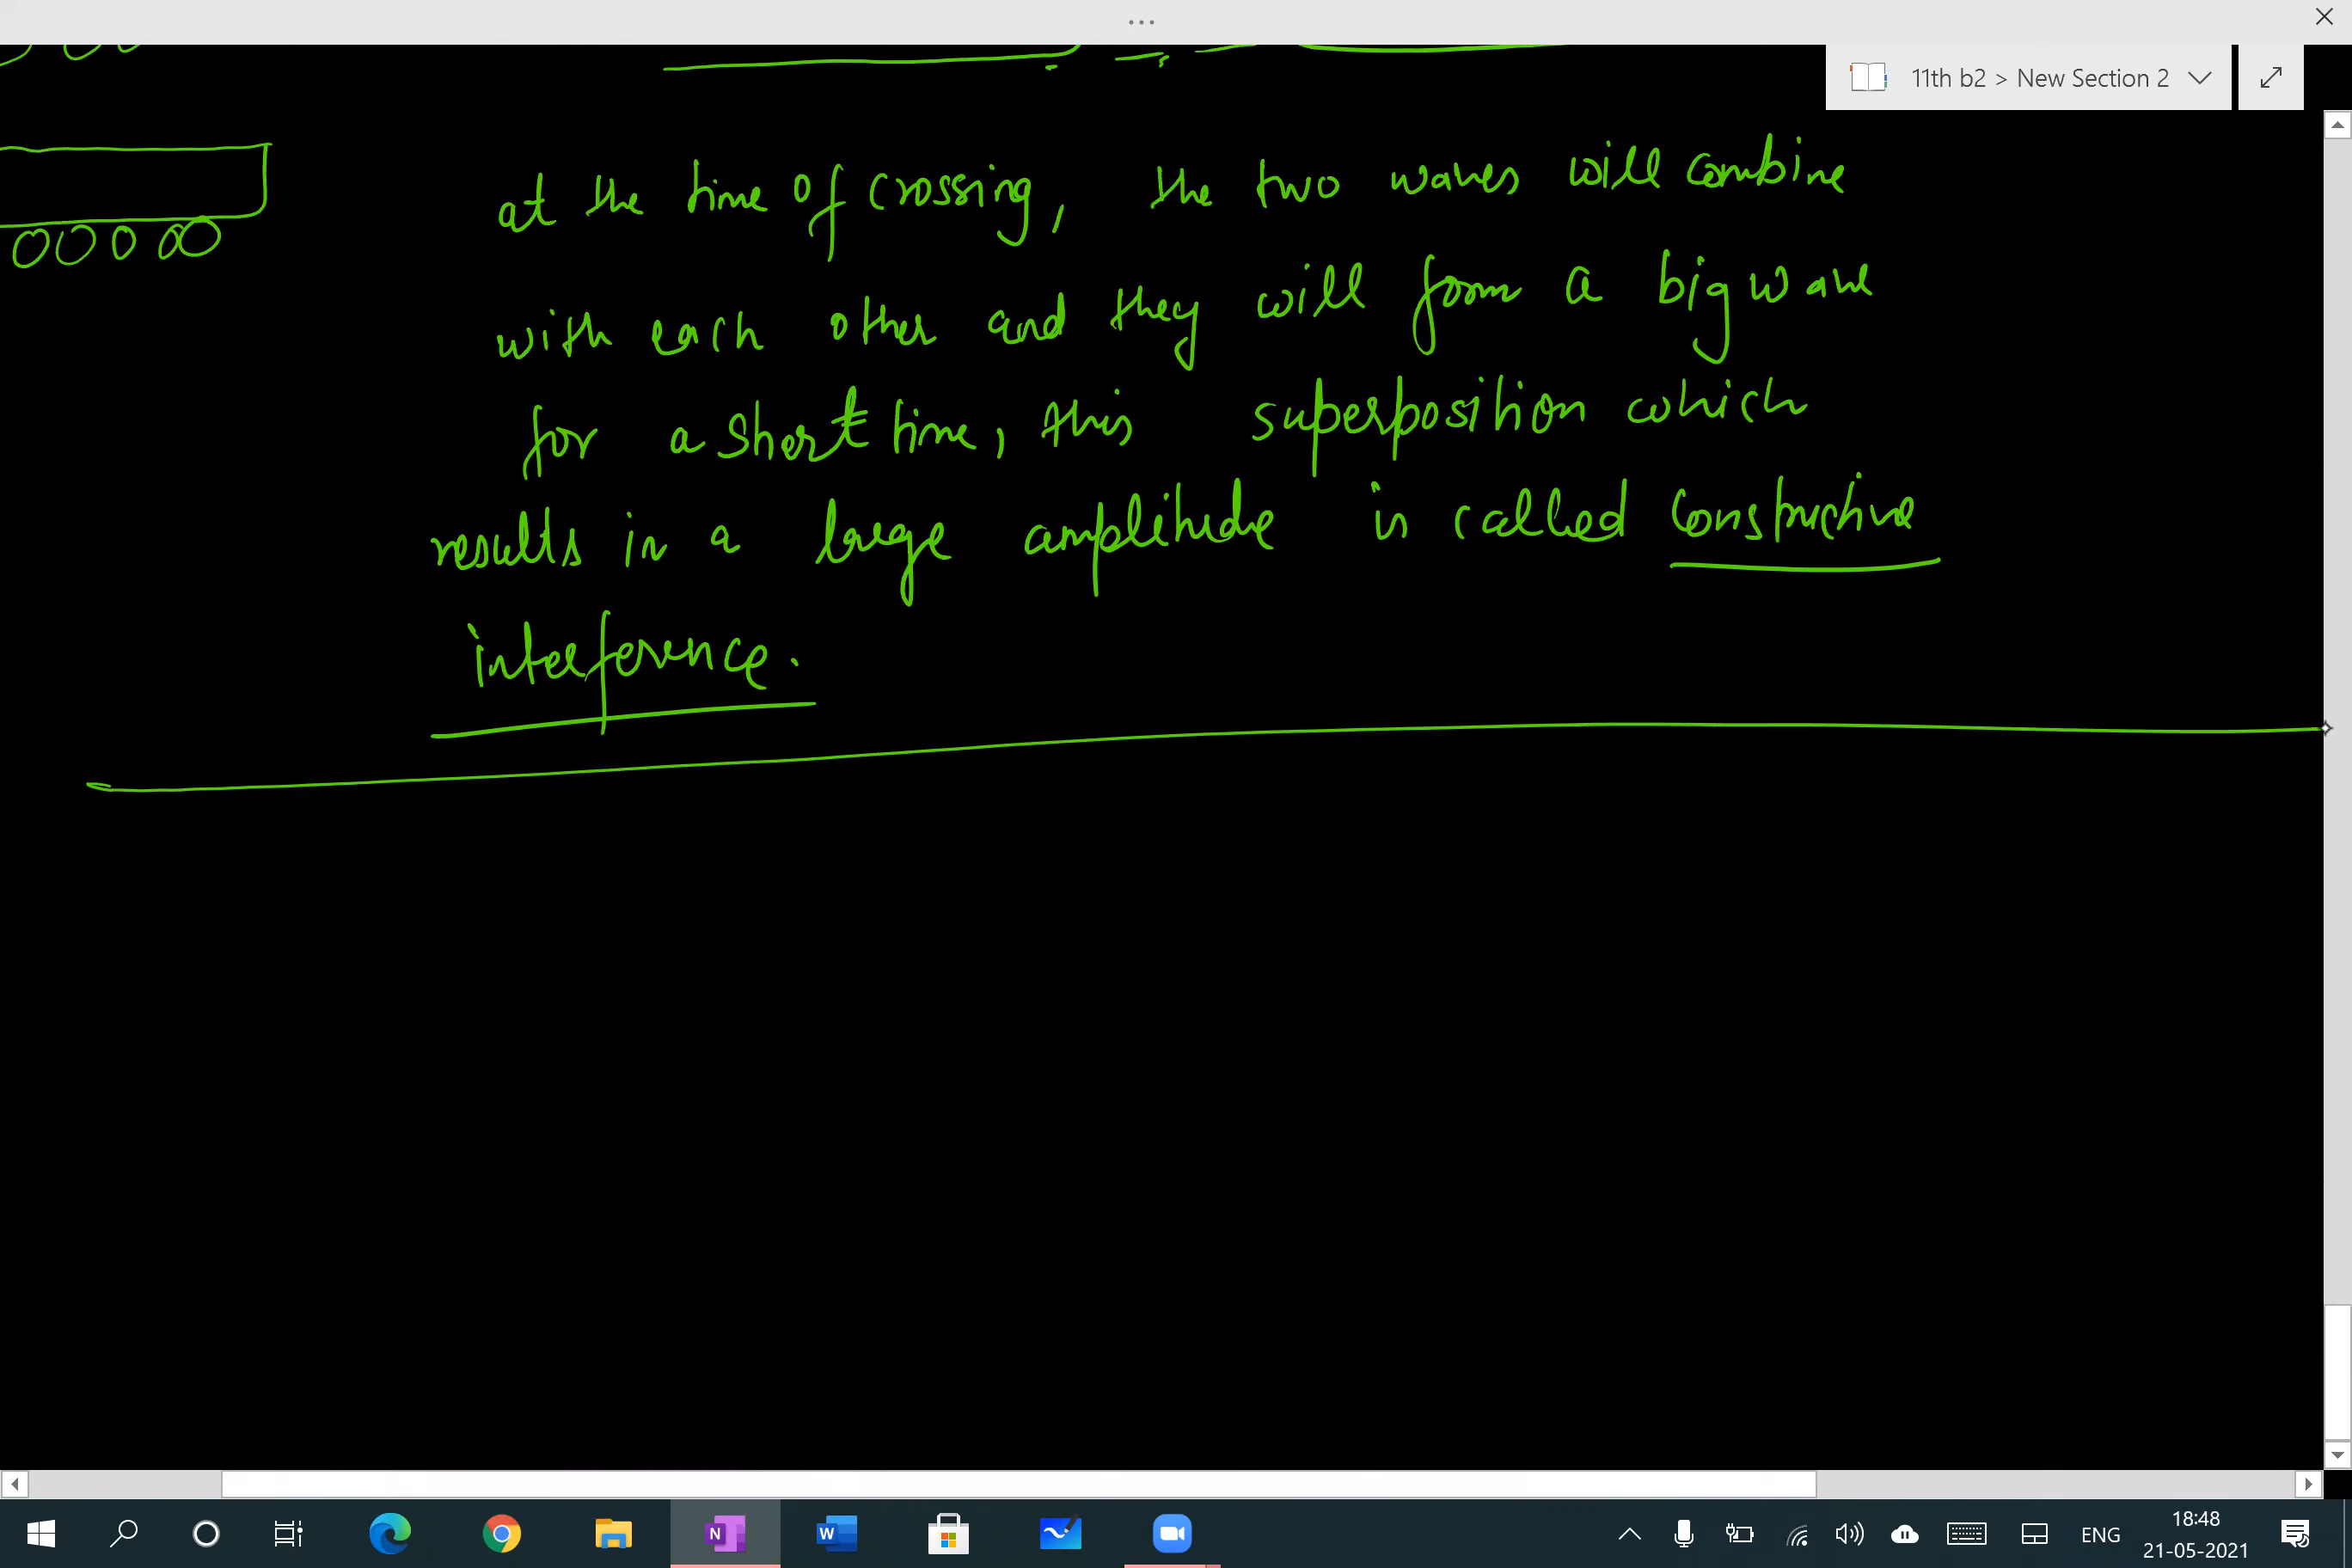 11th b2 > New Section 2
at the time of crossing, the two waves will combine
with each other and they will form a big wave
for a short time, this superposition which
results in a large amplitude is called constructive
interference.
ENG
18:48
21-05-2021